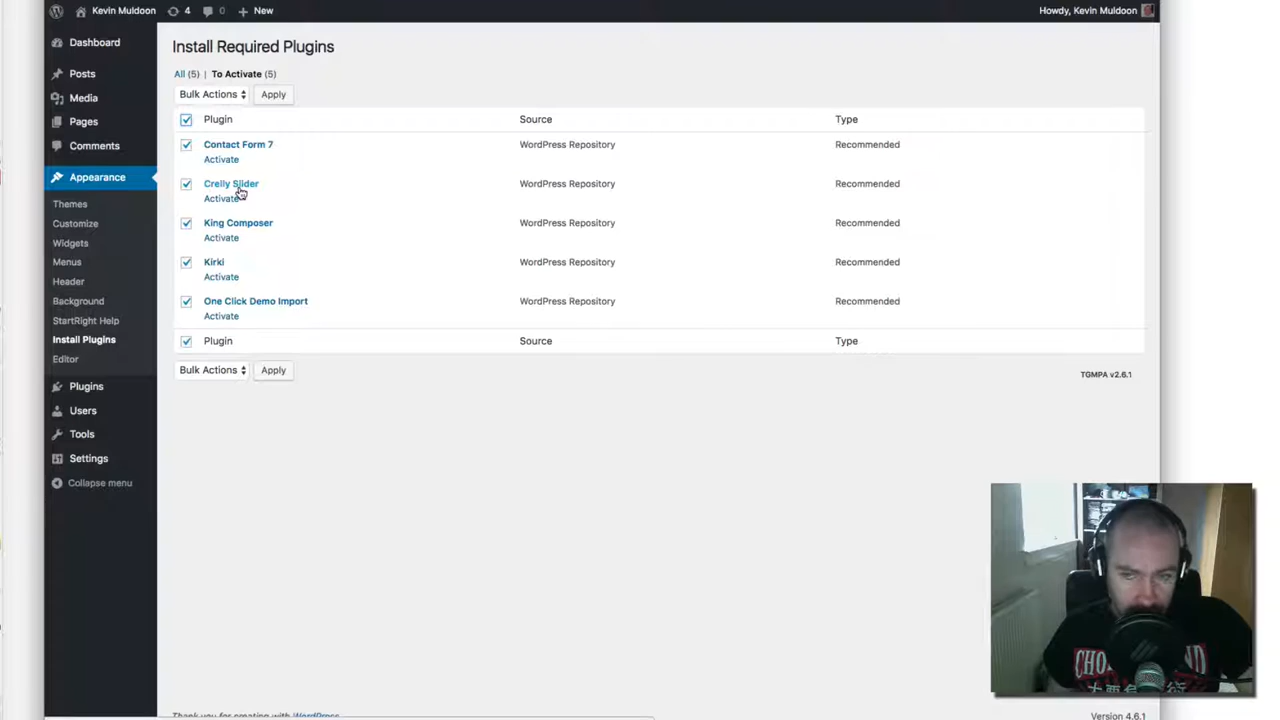 Kevin Muldoon 4 0 New Howdy, Kevin Muldoon
Dashboard
Posts
Media
Pages
Comments
Appearance
Themes
Customize
Widgets
Menus
Header
Background
StartRight Help
Install Plugins
Editor
Plugins
Users
Tools
Settings
Collapse menu
Install Required Plugins
All (5) | To Activate (5)
Bulk Actions Apply
Plugin Source Type
Contact Form 7 WordPress Repository Recommended
Activate
Crelly Slider WordPress Repository Recommended
Activate
King Composer WordPress Repository Recommended
Activate
Kirki WordPress Repository Recommended
Activate
One Click Demo Import WordPress Repository Recommended
Activate
Plugin Source Type
Bulk Actions Apply
TGMPA v2.6.1
Thank you for creating with WordPress.
Version 4.6.1